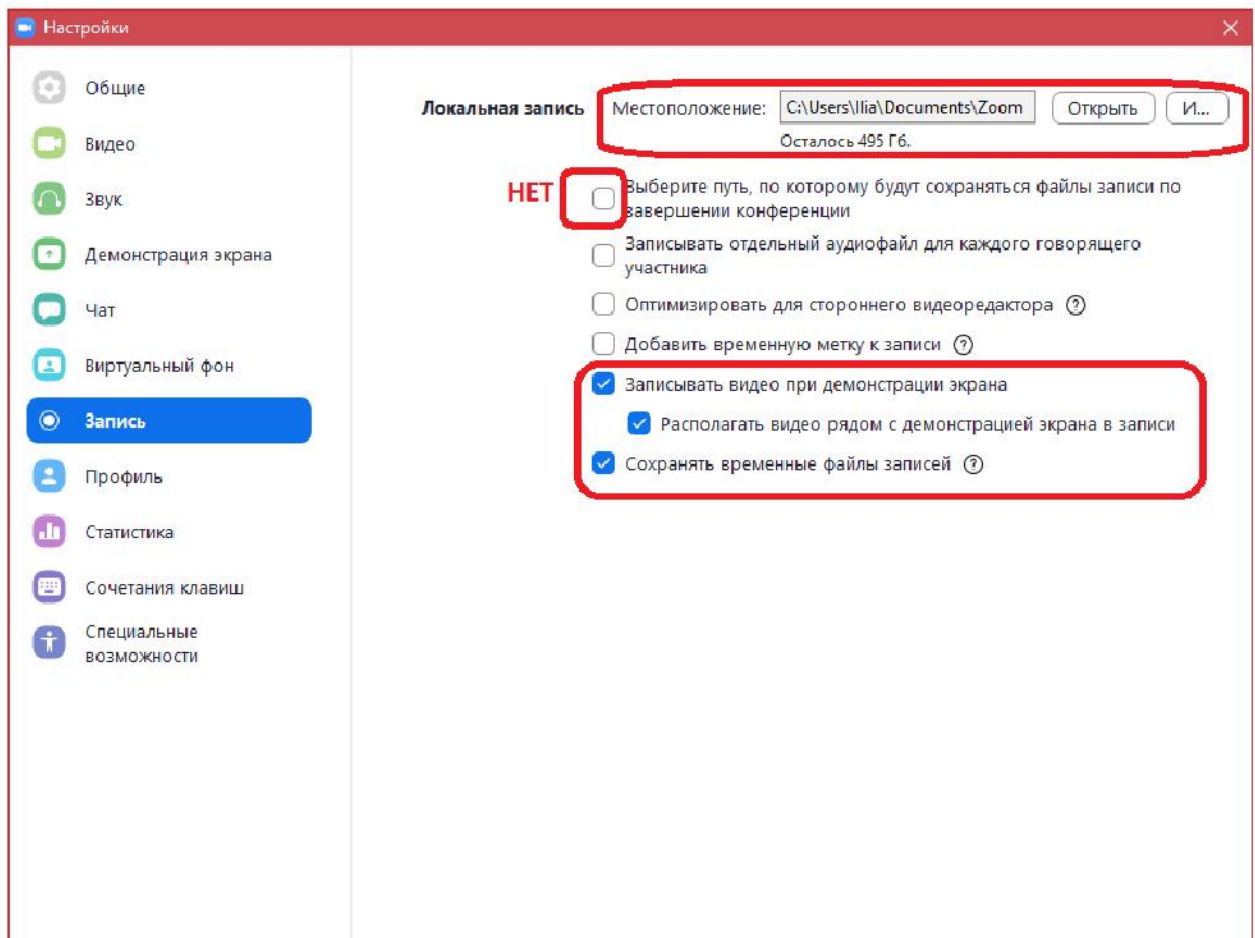 Настройки
Общие
Видео
Звук
Демонстрация экрана
Чат
Виртуальный фон
Запись
Профиль
Статистика
Сочетания клавиш
Специальные
возможности
Локальная запись Местоположение: C:\Users\Ilia\Documents\Zoom Открыть И...
Осталось 495 Гб.
НЕТ
Выберите путь, по которому будут сохраняться файлы записи по
завершении конференции
Записывать отдельный аудиофайл для каждого говорящего
участника
Оптимизировать для стороннего видеоредактора ?
Добавить временную метку к записи ?
Записывать видео при демонстрации экрана
Располагать видео рядом с демонстрацией экрана в записи
Сохранять временные файлы записей ?